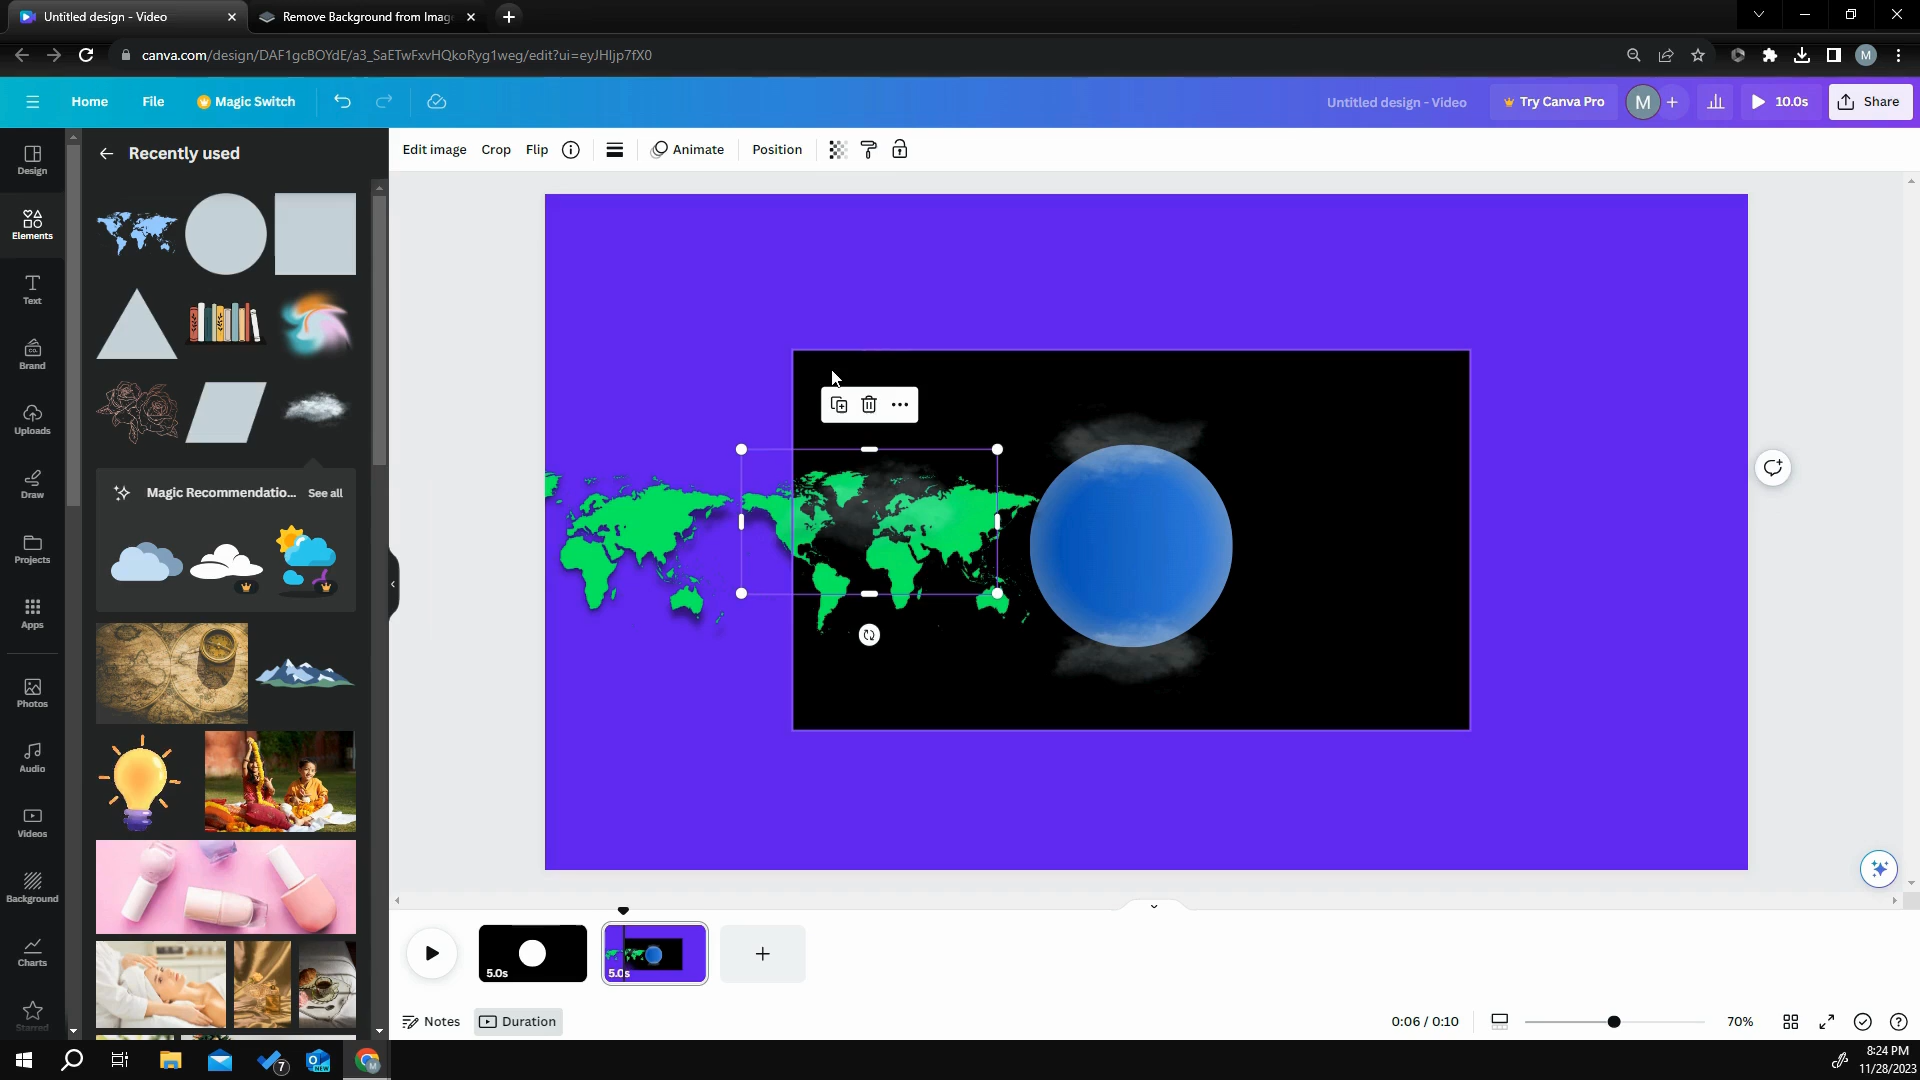 Untitled design - Video
Remove Background from Imag
canva.com/design/DAF1gcBOYdE/a3_SaETwFxvHQkoRyg1weg/edit?ui=eyJHIjp7fX0
M
Home
File
Magic Switch
Untitled design - Video
Try Canva Pro
M
10.0s
Share
Design
Elements
Text
Brand
Uploads
Draw
Projects
Apps
Photos
Audio
Videos
Background
Charts
Starred
Recently used
Magic Recommendatio...
See all
Edit image
Crop
Flip
Animate
Position
5.0s
5.0s
Notes
Duration
0:06 / 0:10
70%
7
NEW
M
8:24 PM
11/28/2023